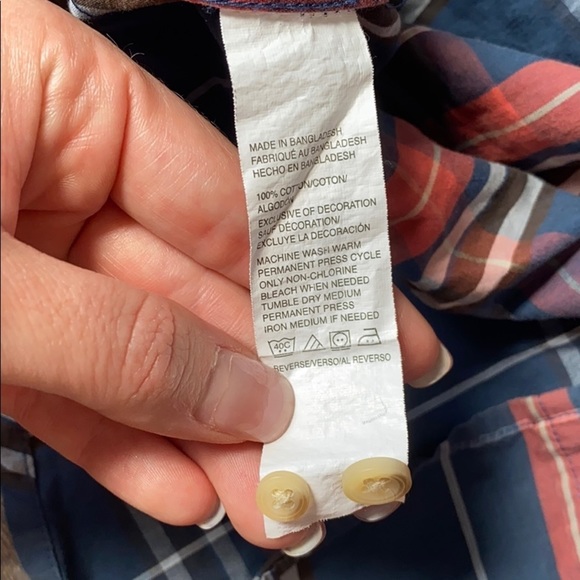 MADE IN BANGLADESH
FABRIQUÉ AU BANGLADESH
HECHO EN BANGLADESH
100% COTTON/COTON/
ALGODON
EXCLUSIVE OF DECORATION
SAUF DÉCORATION/
EXCLUYE LA DECORACIÓN
MACHINE WASH WARM
PERMANENT PRESS CYCLE
ONLY NON-CHLORINE
BLEACH WHEN NEEDED
TUMBLE DRY MEDIUM
PERMANENT PRESS
IRON MEDIUM IF NEEDED
40C
REVERSE/VERSO/AL REVERSO